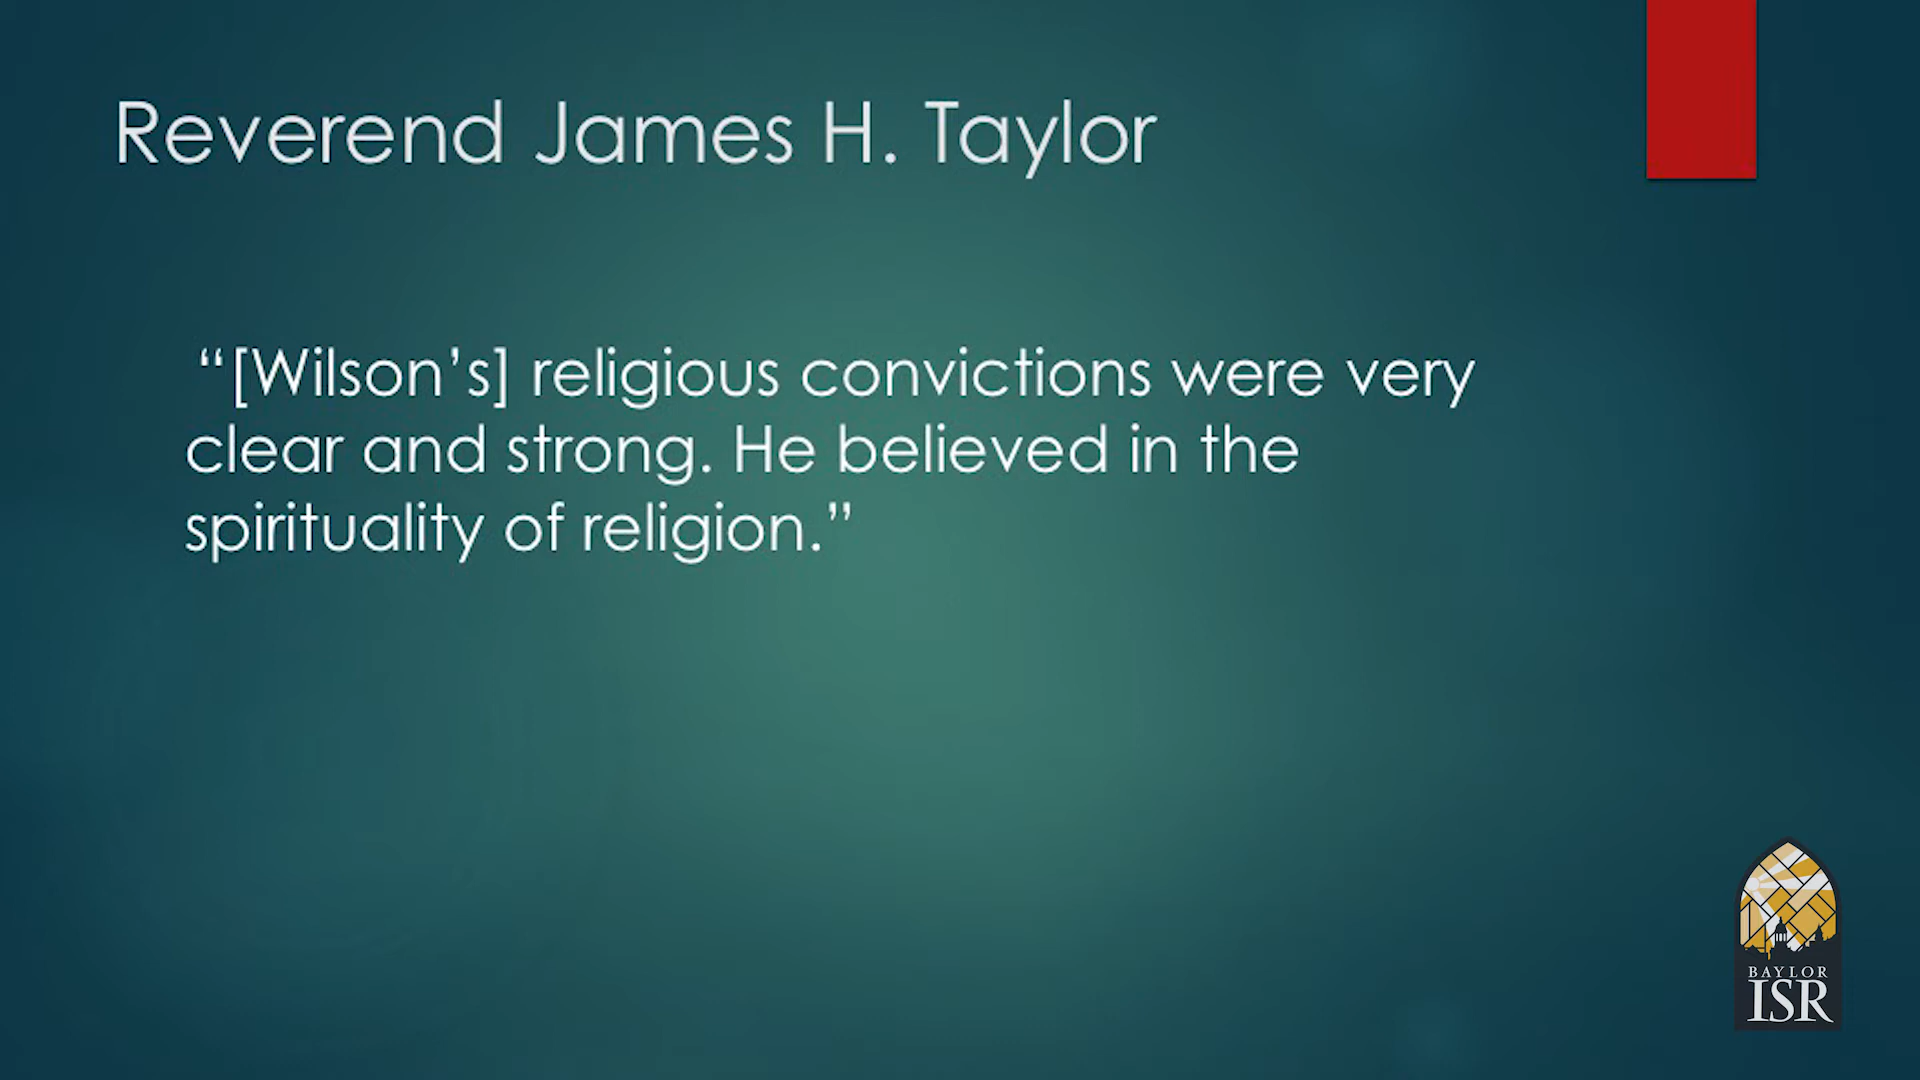 Reverend James H. Taylor
“[Wilson’s] religious convictions were very
clear and strong. He believed in the
spirituality of religion.”
BAYLOR
ISR